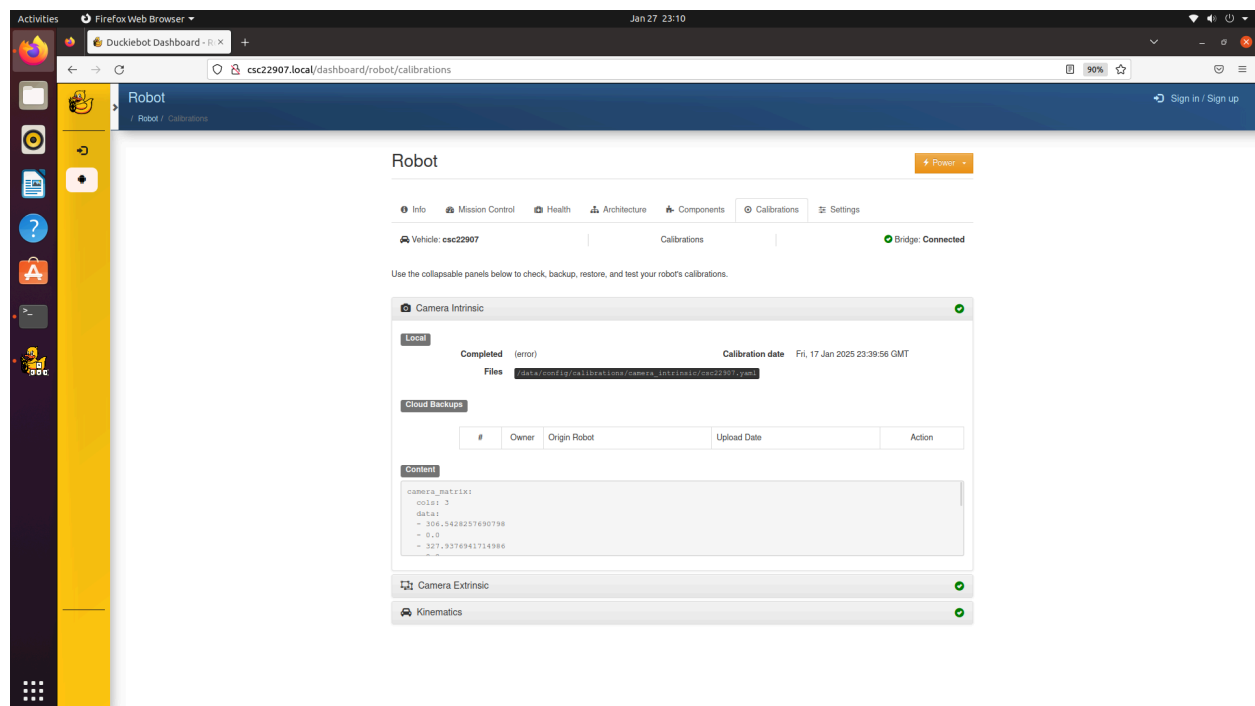 Activities Firefox Web Browser Jan 27 23:10
Duckiebot Dashboard - R
csc22907.local/dashboard/robot/calibrations 90%
Robot Sign in / Sign up
/ Robot / Calibrations
Robot Power
Info Mission Control Health Architecture Components Calibrations Settings
Vehicle: csc22907 Calibrations Bridge: Connected
Use the collapsable panels below to check, backup, restore, and test your robot's calibrations.
Camera Intrinsic
Local
Completed (error) Calibration date Fri, 17 Jan 2025 23:39:56 GMT
Files /data/config/calibrations/camera_intrinsic/csc22907.yaml
Cloud Backups
# Owner Origin Robot Upload Date Action
Content
camera_matrix:
cols: 3
data:
- 306.5428257690798
- 0.0
- 327.9376941714986
Camera Extrinsic
Kinematics